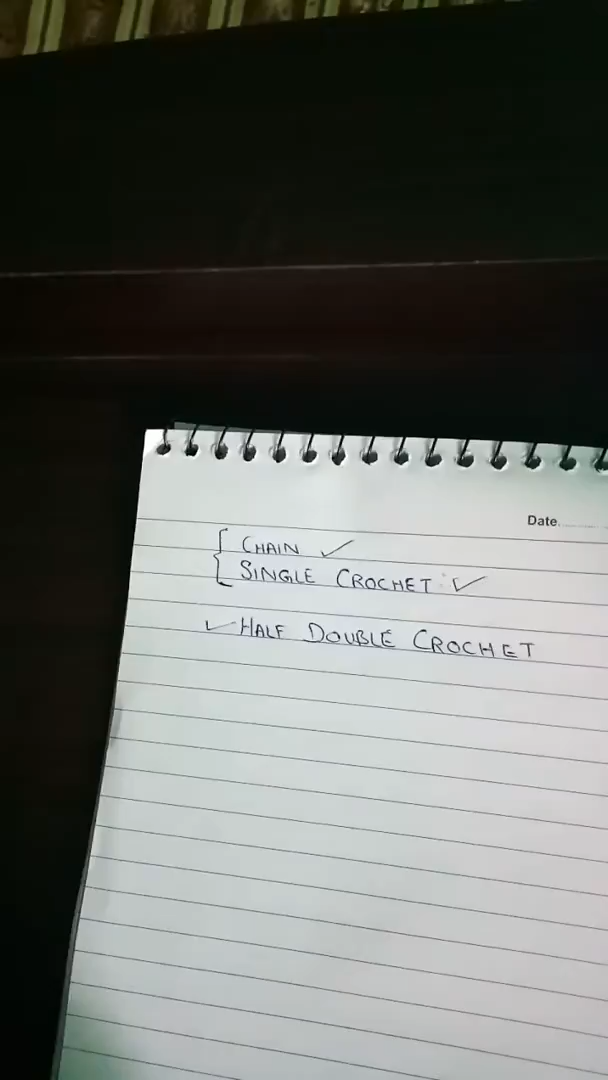 Date
CHAIN ✓
SINGLE CROCHET: ✓
✓ HALF DOUBLE CROCHET